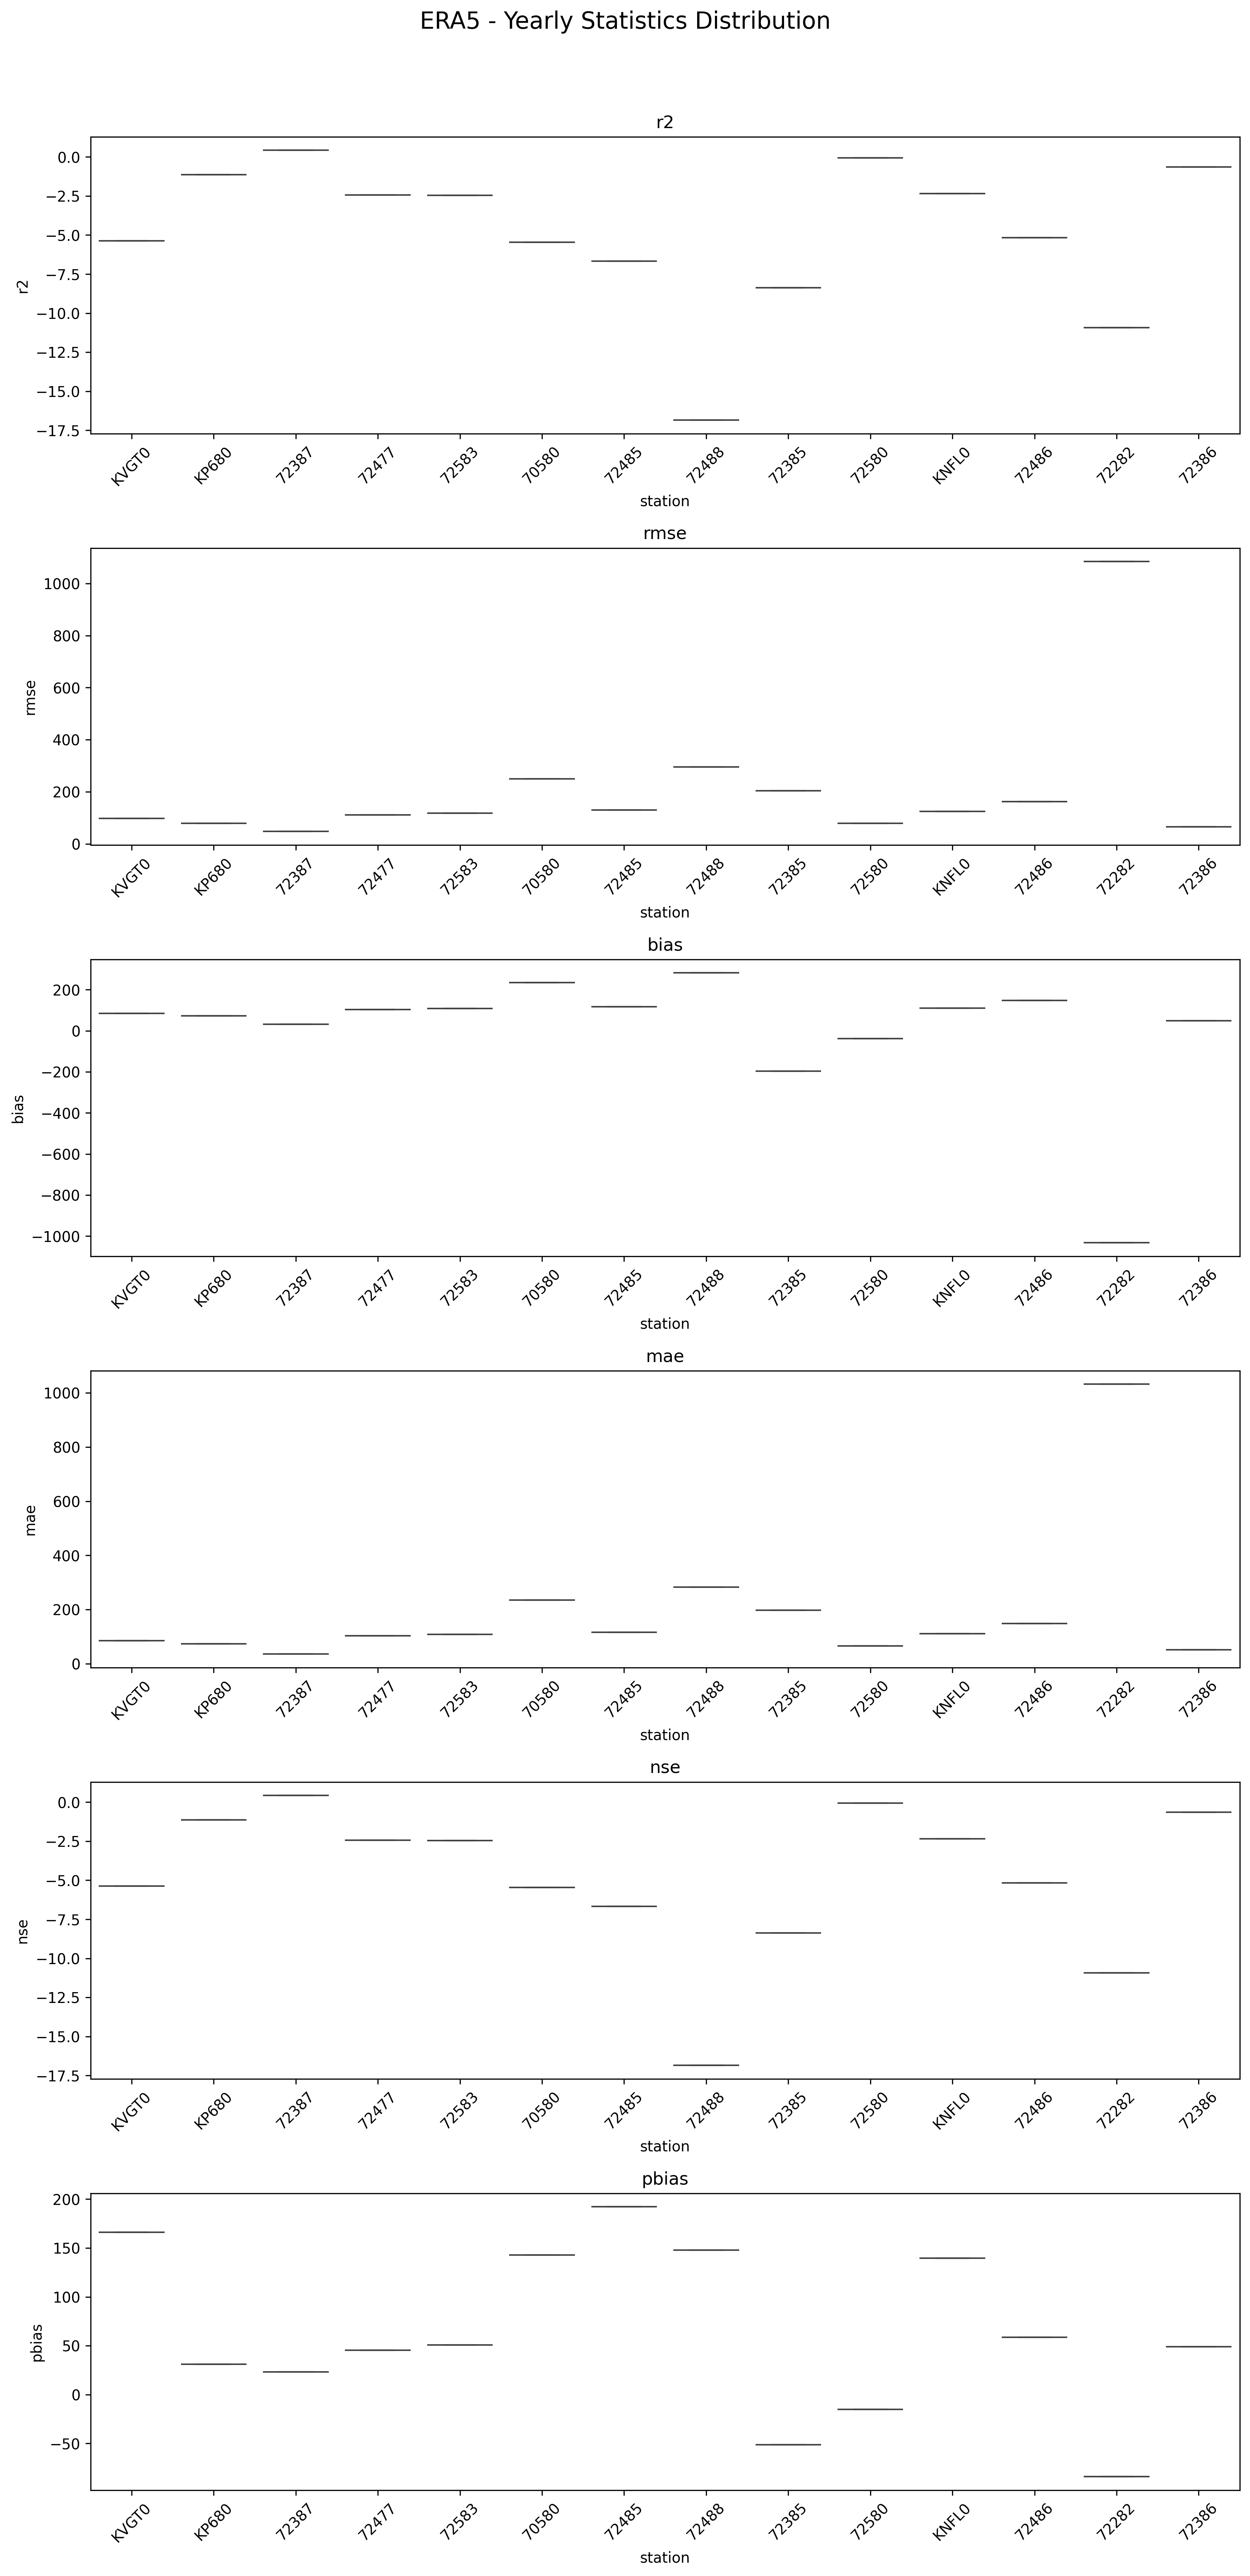 ERA5 - Yearly Statistics Distribution
r2
0.0
−2.5
−5.0
−7.5
−10.0
−12.5
−15.0
−17.5
r2
KVGT0 KP680 72387 72477 72583 70580 72485 72488 72385 72580 KNFL0 72486 72282 72386
station
rmse
1000
800
600
400
200
0
rmse
KVGT0 KP680 72387 72477 72583 70580 72485 72488 72385 72580 KNFL0 72486 72282 72386
station
bias
200
0
−200
−400
−600
−800
−1000
bias
KVGT0 KP680 72387 72477 72583 70580 72485 72488 72385 72580 KNFL0 72486 72282 72386
station
mae
1000
800
600
400
200
0
mae
KVGT0 KP680 72387 72477 72583 70580 72485 72488 72385 72580 KNFL0 72486 72282 72386
station
nse
0.0
−2.5
−5.0
−7.5
−10.0
−12.5
−15.0
−17.5
nse
KVGT0 KP680 72387 72477 72583 70580 72485 72488 72385 72580 KNFL0 72486 72282 72386
station
pbias
200
150
100
50
0
−50
pbias
KVGT0 KP680 72387 72477 72583 70580 72485 72488 72385 72580 KNFL0 72486 72282 72386
station